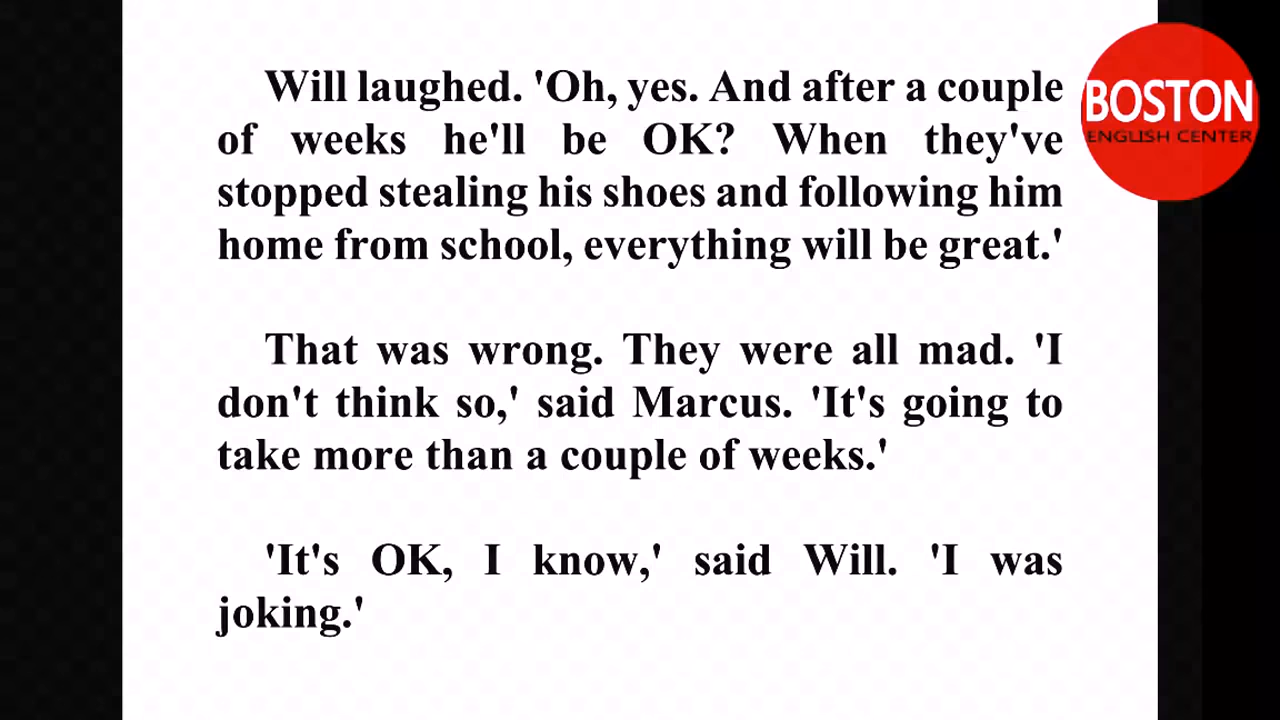 Will laughed. 'Oh, yes. And after a couple
of weeks he'll be OK? When they've
stopped stealing his shoes and following him
home from school, everything will be great.'
That was wrong. They were all mad. 'I
don't think so,' said Marcus. 'It's going to
take more than a couple of weeks.'
'It's OK, I know,' said Will. 'I was
joking.'
BOSTON
ENGLISH CENTER